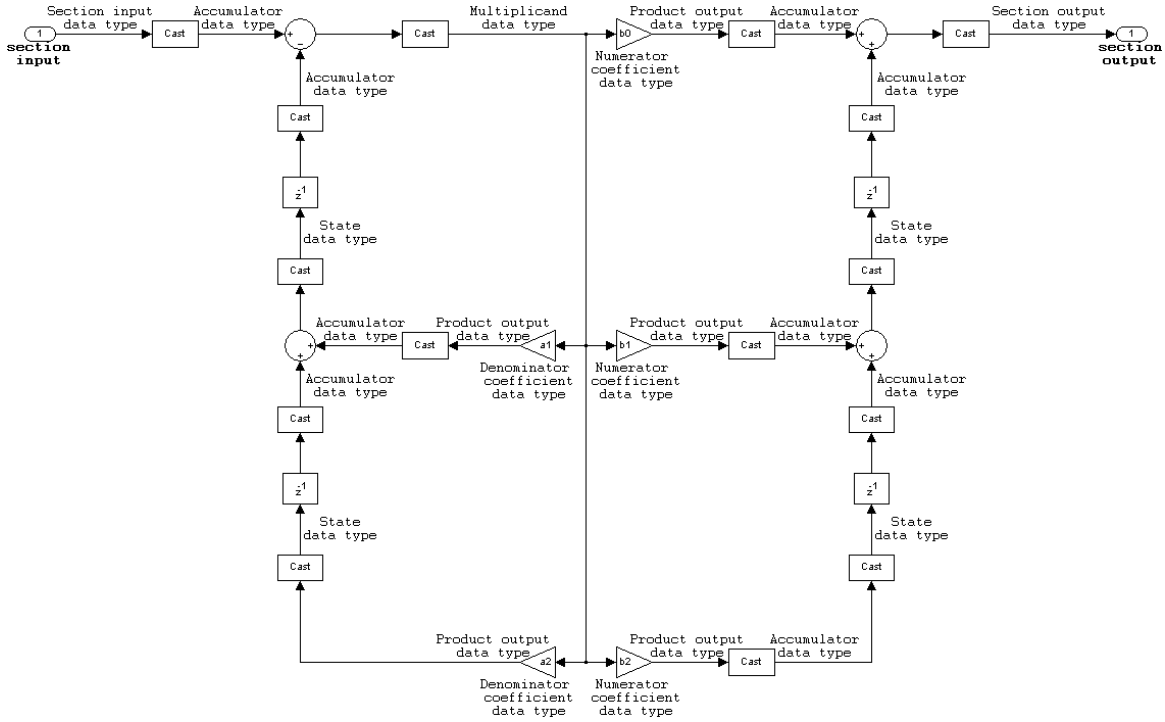 Section input
data type
Accumulator
data type
Multiplicand
data type
Product output
data type
Accumulator
data type
Section output
data type
1
section
input
Cast
+
−
Cast
b0
Cast
+
+
Cast
1
section
output
Numerator
coefficient
data type
Accumulator
data type
Accumulator
data type
Cast
Cast
z-1
z-1
State
data type
State
data type
Cast
Cast
Accumulator
data type
Product output
data type
Product output
data type
Accumulator
data type
+
+
Cast
a1
b1
Cast
+
+
Denominator
coefficient
data type
Numerator
coefficient
data type
Accumulator
data type
Accumulator
data type
Cast
Cast
z-1
z-1
State
data type
State
data type
Cast
Cast
Product output
data type
Product output
data type
Accumulator
data type
a2
b2
Cast
Denominator
coefficient
data type
Numerator
coefficient
data type